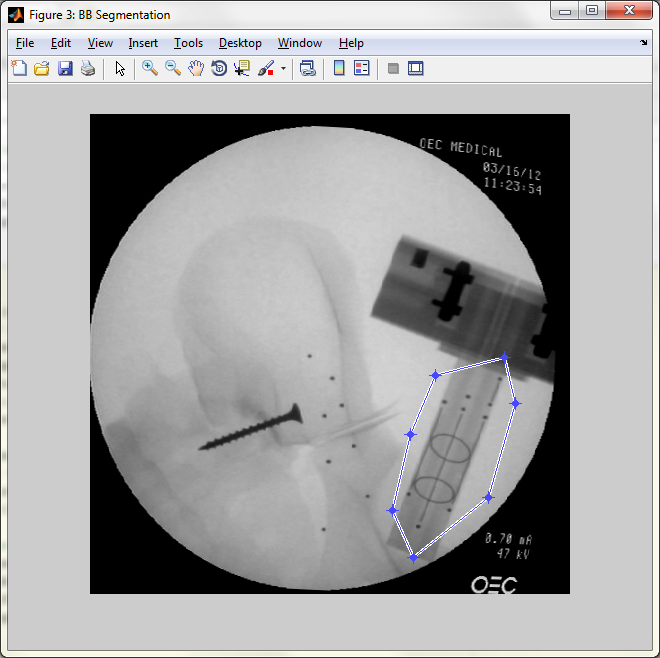 Figure 3: BB Segmentation
File Edit View Insert Tools Desktop Window Help
OEC MEDICAL
03/16/12
11:23:54
0.70 mA
47 kV
OEC